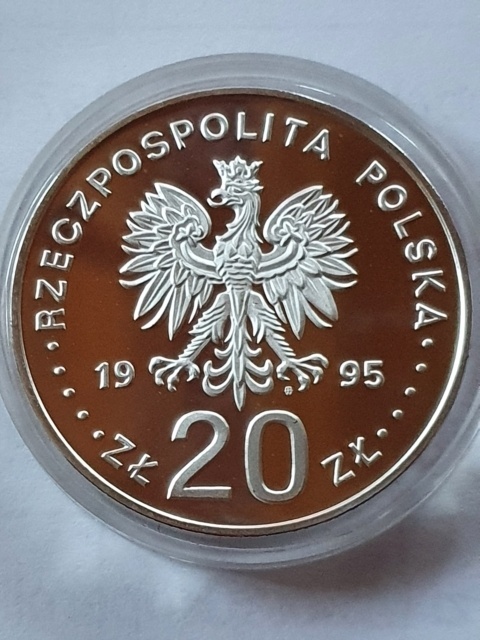 RZECZPOSPOLITA POLSKA
19 95
ZŁ 20 ZŁ